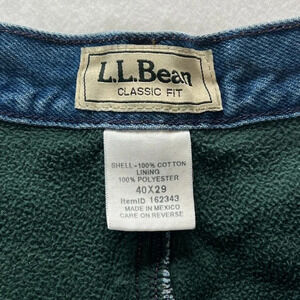 L.L.Bean
CLASSIC FIT
SHELL-100% COTTON
LINING
100% POLYESTER
40X29
ItemID 162343
MADE IN MEXICO
CARE ON REVERSE